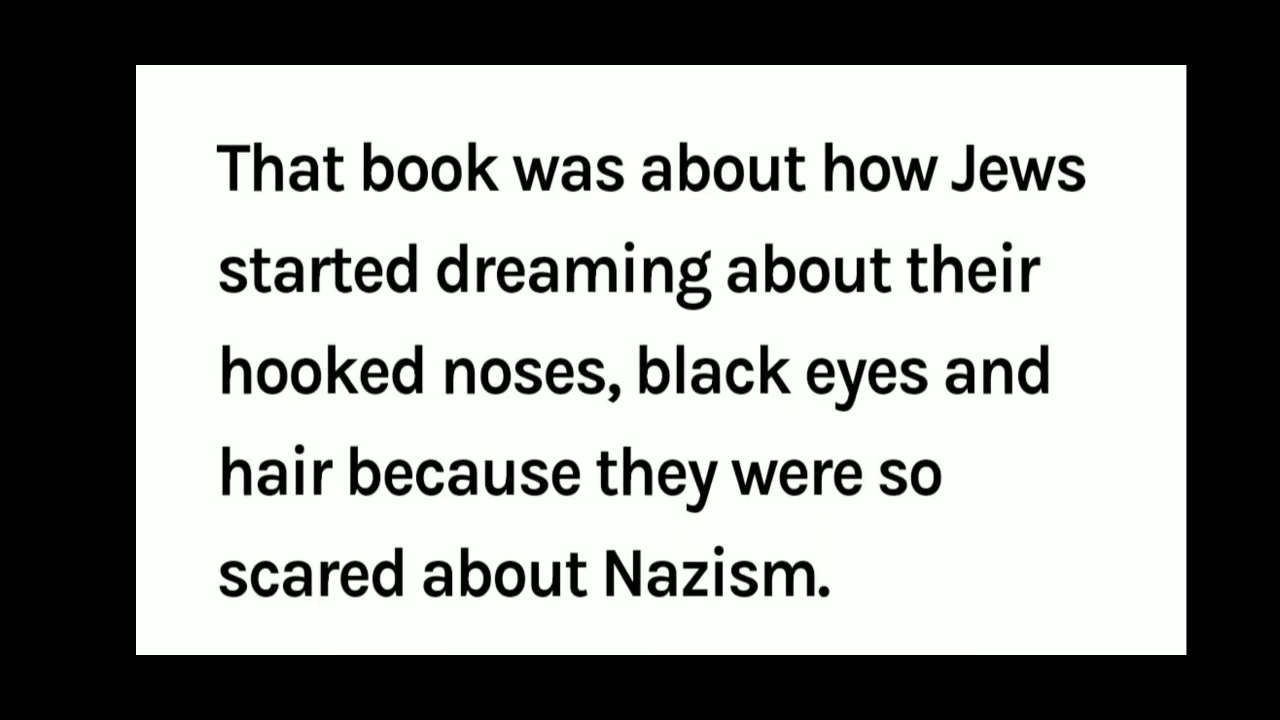 That book was about how Jews
started dreaming about their
hooked noses, black eyes and
hair because they were so
scared about Nazism.